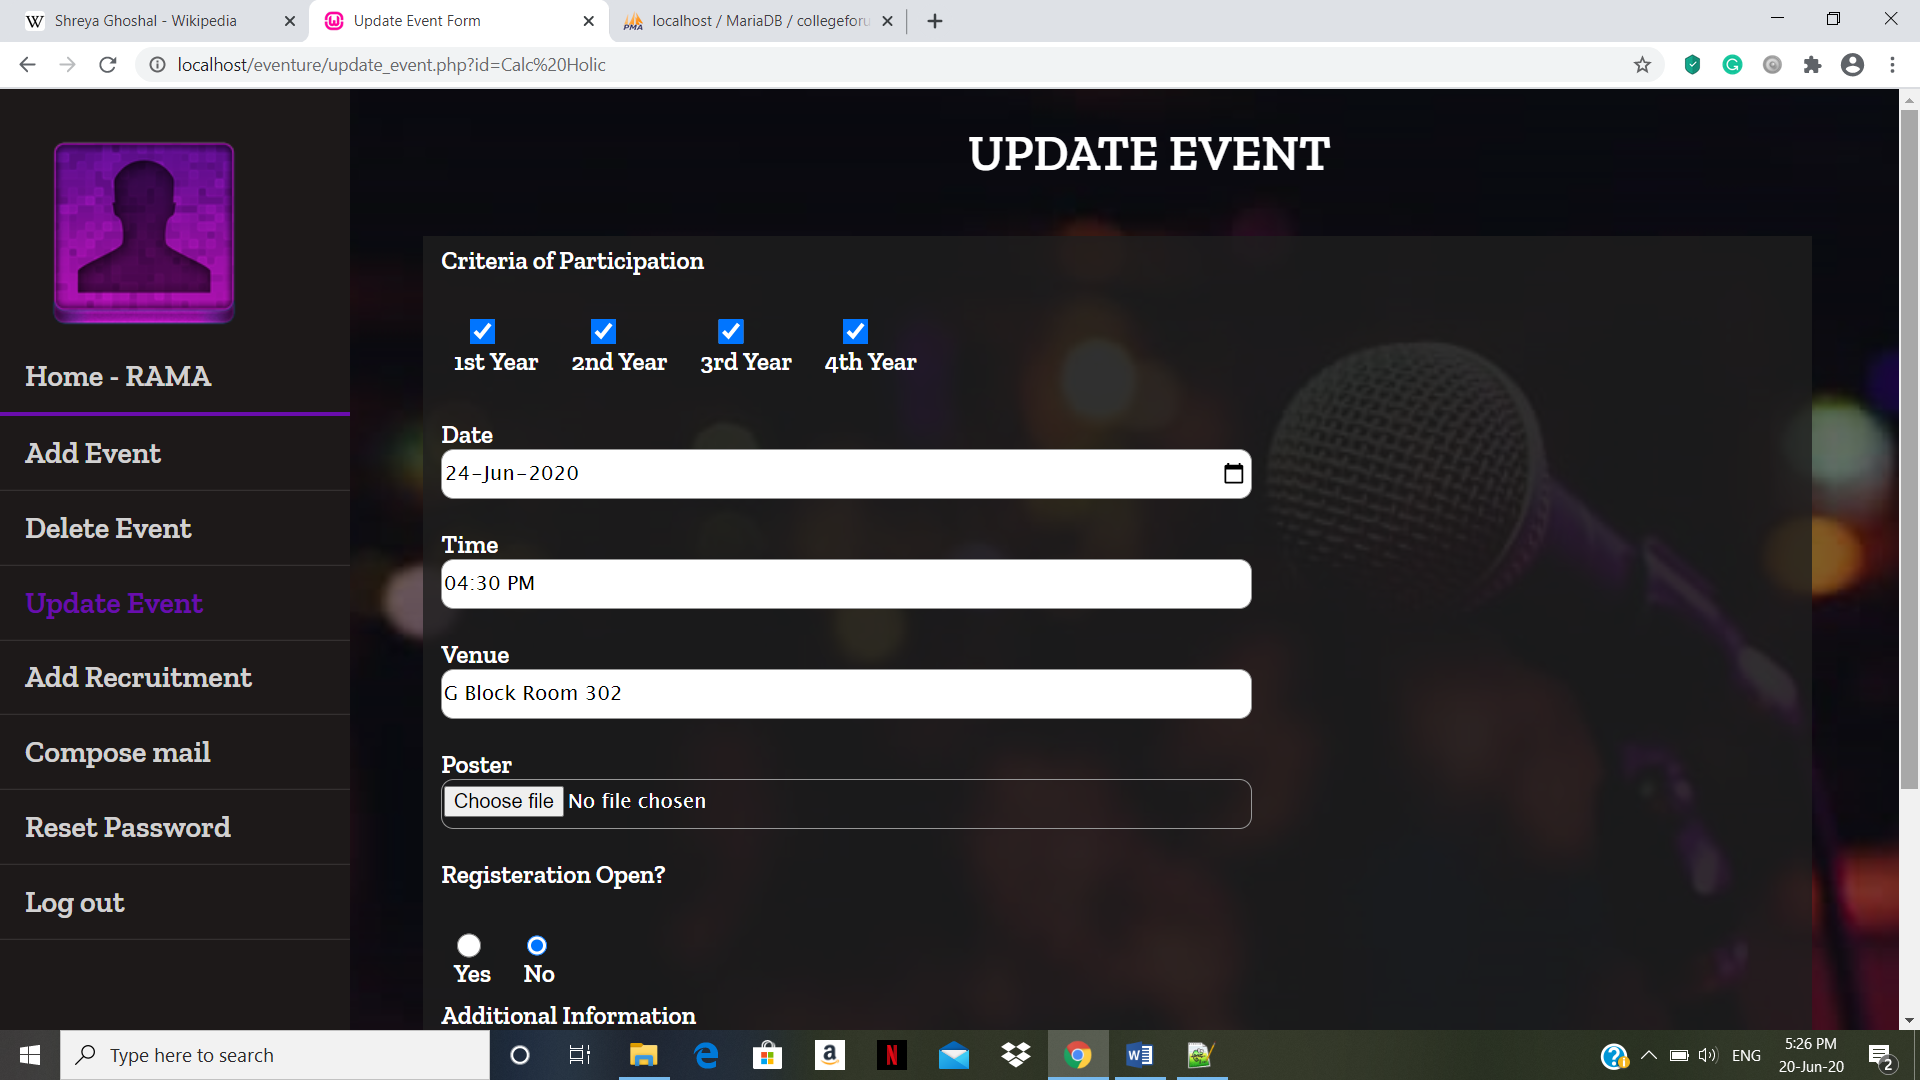 Shreya Ghoshal - Wikipedia
Update Event Form
localhost / MariaDB / collegeforu
localhost/eventure/update_event.php?id=Calc%20Holic
UPDATE EVENT
Home - RAMA
Add Event
Delete Event
Update Event
Add Recruitment
Compose mail
Reset Password
Log out
Criteria of Participation
1st Year 2nd Year 3rd Year 4th Year
Date
24-Jun-2020
Time
04:30 PM
Venue
G Block Room 302
Poster
Choose file No file chosen
Registeration Open?
Yes No
Additional Information
Type here to search
ENG
5:26 PM
20-Jun-20
2